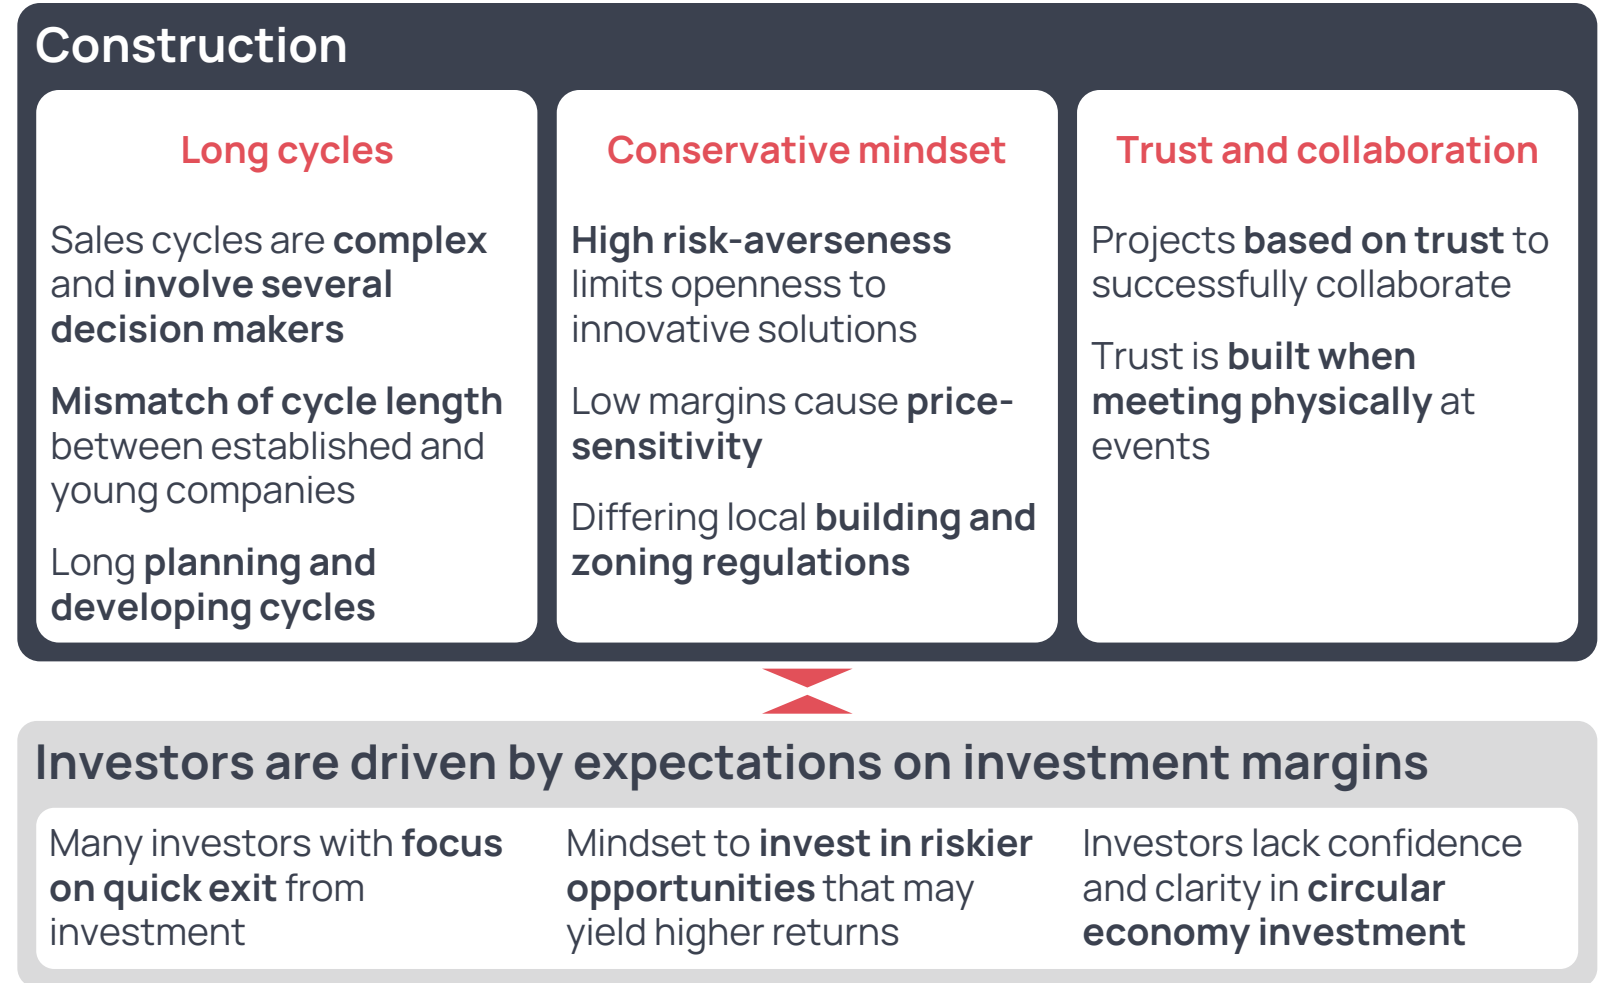 Construction
Long cycles
Sales cycles are complex
and involve several
decision makers
Mismatch of cycle length
between established and
young companies
Long planning and
developing cycles
Conservative mindset
High risk-averseness
limits openness to
innovative solutions
Low margins cause price-
sensitivity
Differing local building and
zoning regulations
Trust and collaboration
Projects based on trust to
successfully collaborate
Trust is built when
meeting physically at
events
Investors are driven by expectations on investment margins
Many investors with focus
on quick exit from
investment
Mindset to invest in riskier
opportunities that may
yield higher returns
Investors lack confidence
and clarity in circular
economy investment